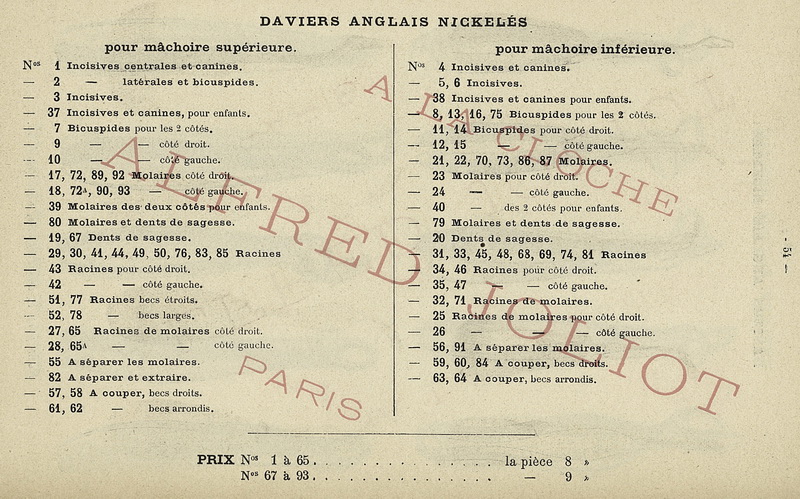 DAVIERS ANGLAIS NICKELÉS
pour mâchoire supérieure.
Nos 1 Incisives centrales et canines.
— 2 — latérales et bicuspides.
— 3 Incisives.
— 37 Incisives et canines, pour enfants.
— 7 Bicuspides pour les 2 côtés.
— 9 — — côté droit.
— 10 — — côté gauche.
— 17, 72, 89, 92 Molaires côté droit.
— 18, 72A, 90, 93 — côté gauche.
— 39 Molaires des deux côtés pour enfants.
— 80 Molaires et dents de sagesse.
— 19, 67 Dents de sagesse.
— 29, 30, 41, 44, 49, 50, 76, 83, 85 Racines
— 43 Racines pour côté droit.
— 42 — — côté gauche.
— 51, 77 Racines becs étroits.
— 52, 78 — becs larges.
— 27, 65 Racines de molaires côté droit.
— 28, 65A — — côté gauche.
— 55 A séparer les molaires.
— 82 A séparer et extraire.
— 57, 58 A couper, becs droits.
— 61, 62 — becs arrondis.
pour mâchoire inférieure.
Nos 4 Incisives et canines.
— 5, 6 Incisives.
— 38 Incisives et canines pour enfants.
— 8, 13, 16, 75 Bicuspides pour les 2 côtés.
— 11, 14 Bicuspides pour côté droit.
— 12, 15 — — côté gauche.
— 21, 22, 70, 73, 86, 87 Molaires.
— 23 Molaires pour côté droit.
— 24 — — côté gauche.
— 40 — des 2 côtés pour enfants.
— 79 Molaires et dents de sagesse.
— 20 Dents de sagesse.
— 31, 33, 45, 48, 68, 69, 74, 81 Racines
— 34, 46 Racines pour côté droit.
— 35, 47 — — côté gauche.
— 32, 71 Racines de molaires.
— 25 Racines de molaires pour côté droit.
— 26 — — — côté gauche.
— 56, 91 A séparer les molaires.
— 59, 60, 84 A couper, becs droits.
— 63, 64 A couper, becs arrondis.
— 54 —
PRIX Nos 1 à 65. . . . . . . . . . . . . . . . la pièce 8 »
Nos 67 à 93. . . . . . . . . . . . . . . . — 9 »
A LA CLOCHE
ALFRED JOLIOT
PARIS